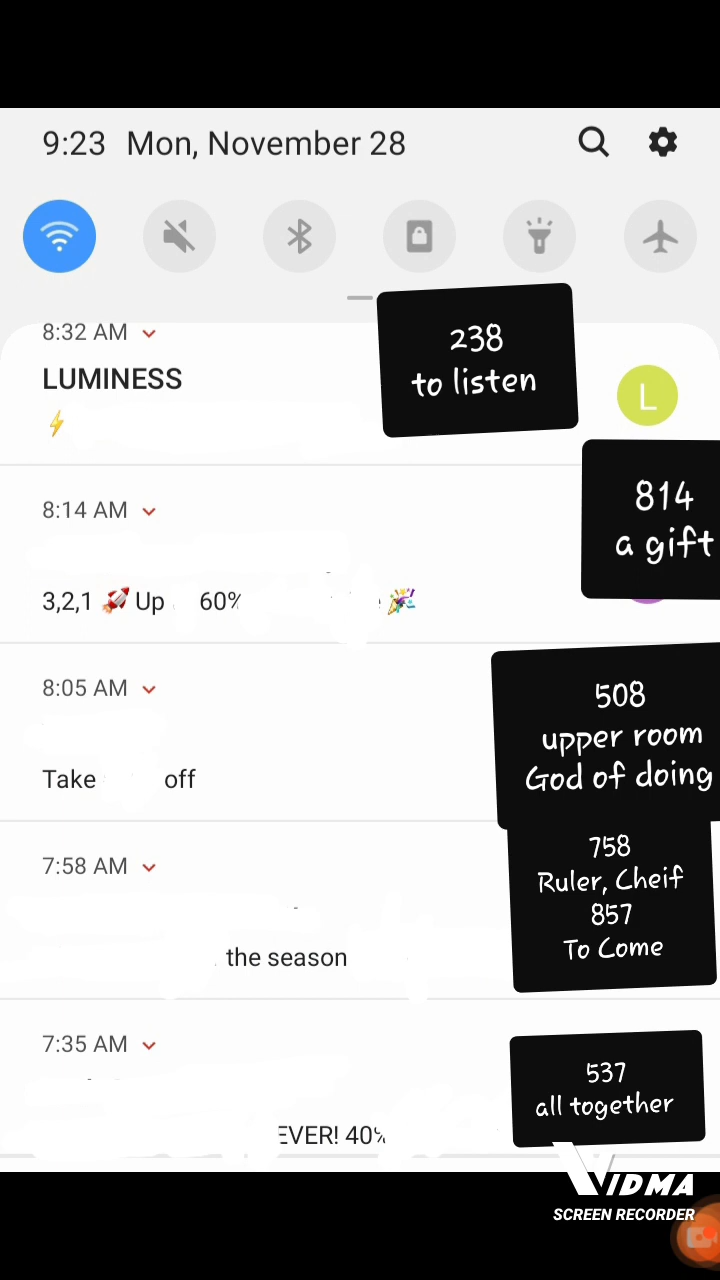 9:23 Mon, November 28
8:32 AM
238
to listen
LUMINESS
L
8:14 AM
814
a gift
3,2,1 🚀 Up 60% 🎉
8:05 AM
508
upper room
God of doing
Take off
7:58 AM
758
Ruler, Cheif
857
To Come
the season
7:35 AM
537
all together
EVER! 40%
VIDMA
SCREEN RECORDER